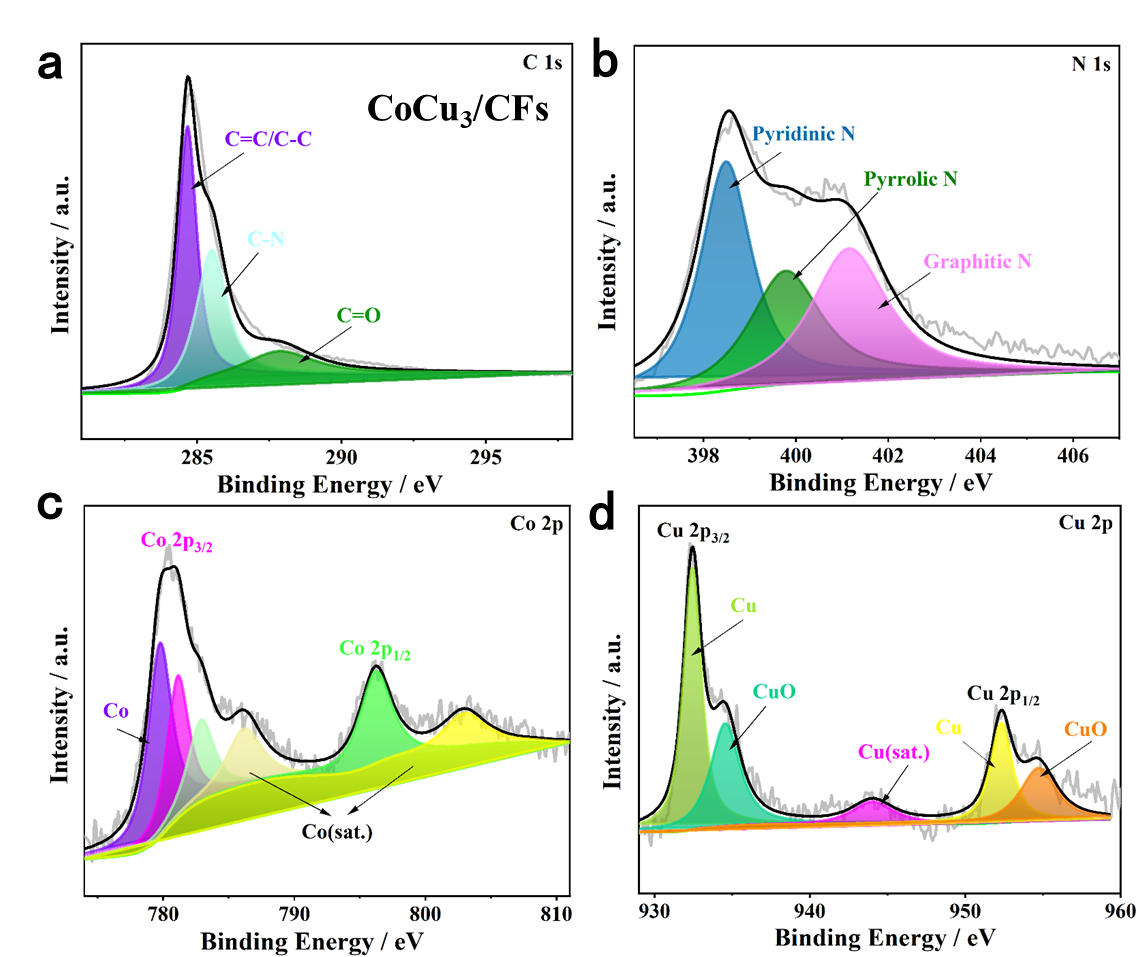 a
C 1s
CoCu₃/CFs
C=C/C-C
C-N
C=O
Intensity / a.u.
285
290
295
Binding Energy / eV
b
N 1s
Pyridinic N
Pyrrolic N
Graphitic N
Intensity / a.u.
398
400
402
404
406
Binding Energy / eV
c
Co 2p
Co 2p₃/₂
Co 2p₁/₂
Co
Co(sat.)
Intensity / a.u.
780
790
800
810
Binding Energy / eV
d
Cu 2p
Cu 2p₃/₂
Cu
CuO
Cu 2p₁/₂
Cu
CuO
Cu(sat.)
Intensity / a.u.
930
940
950
960
Binding Energy / eV